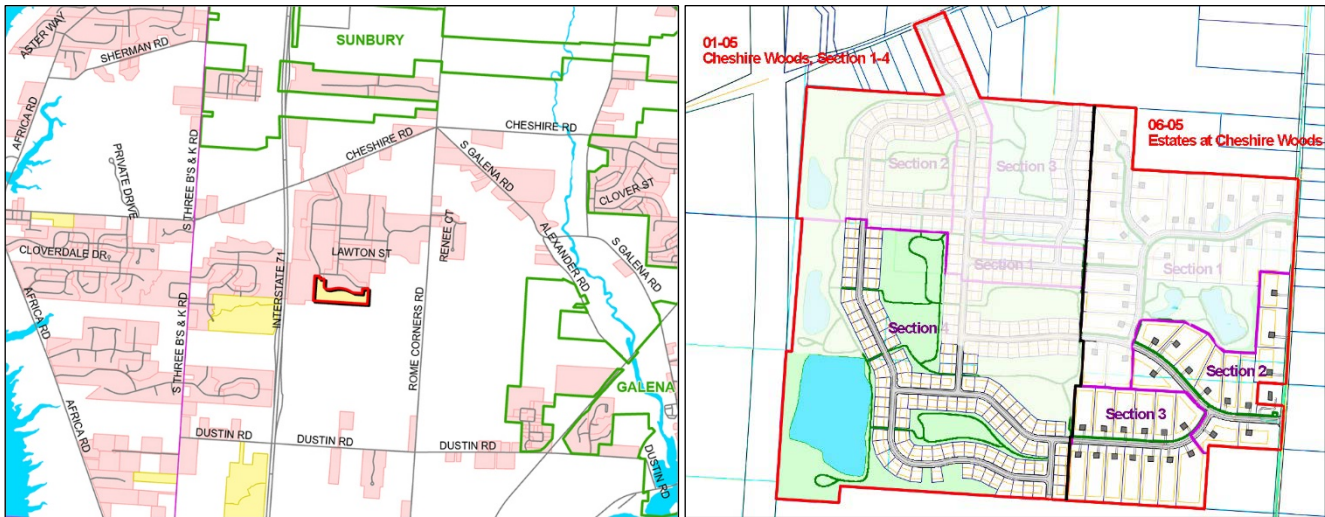 ASTER WAY
SHERMAN RD
SUNBURY
AFRICA RD
S THREE B'S & K RD
CHESHIRE RD
CHESHIRE RD
PRIVATE DRIVE
S GALENA RD
CLOVER ST
CLOVERDALE DR
INTERSTATE 71
LAWTON ST
RENEE CT
ALEXANDER RD
S GALENA RD
AFRICA RD
S THREE B'S & K RD
ROME CORNERS RD
GALENA
AFRICA RD
DUSTIN RD
DUSTIN RD
DUSTIN RD
DUSTIN RD
01-05
Cheshire Woods, Section 1-4
06-05
Estates at Cheshire Woods
Section 2
Section 3
Section 1
Section 1
Section 4
Section 2
Section 3